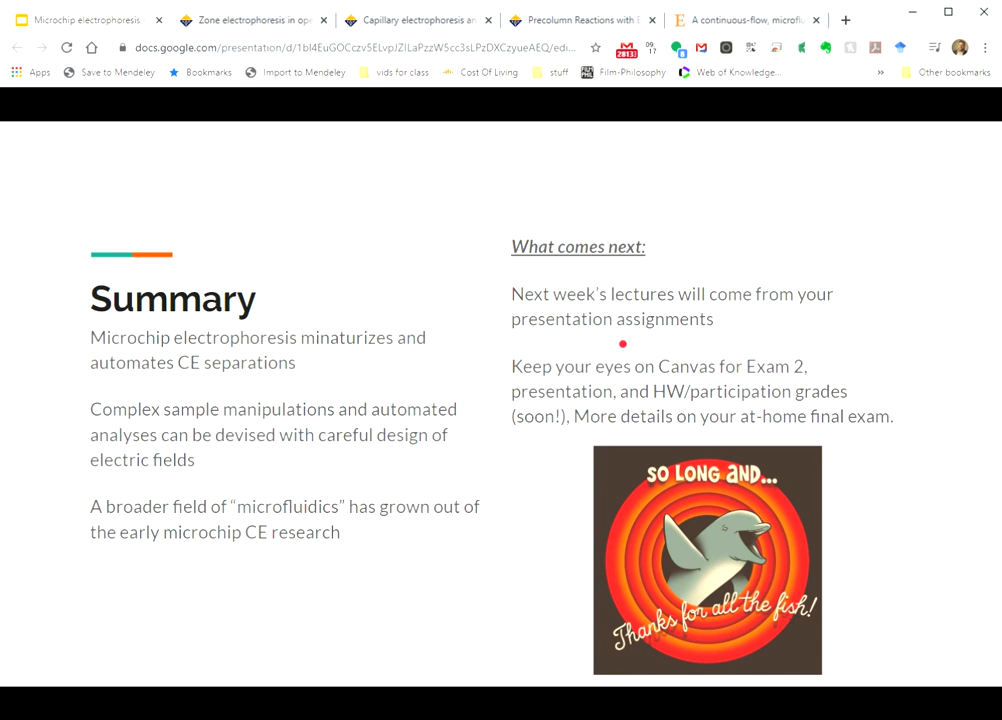 Microchip electrophoresis
Zone electrophoresis in ope
Capillary electrophoresis an
Precolumn Reactions with E
A continuous-flow, microfl
docs.google.com/presentation/d/1bl4EuGOCczv5ELvpJZILaPzzW5cc3sLPzDXCzyueAEQ/edi...
Apps
Save to Mendeley
Bookmarks
Import to Mendeley
vids for class
Cost Of Living
stuff
Film-Philosophy
Web of Knowledge...
»
Other bookmarks
Summary
Microchip electrophoresis minaturizes and
automates CE separations
Complex sample manipulations and automated
analyses can be devised with careful design of
electric fields
A broader field of “microfluidics” has grown out of
the early microchip CE research
What comes next:
Next week’s lectures will come from your
presentation assignments
Keep your eyes on Canvas for Exam 2,
presentation, and HW/participation grades
(soon!), More details on your at-home final exam.
SO LONG AND...
Thanks for all the fish!